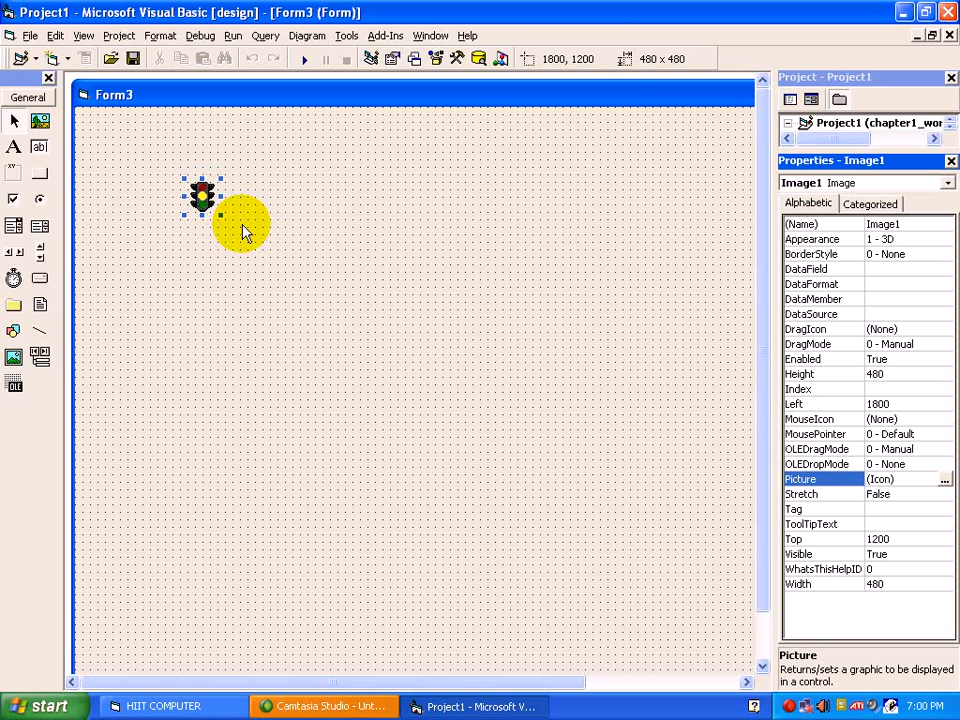 Project1 - Microsoft Visual Basic [design] - [Form3 (Form)]
File Edit View Project Format Debug Run Query Diagram Tools Add-Ins Window Help
1800, 1200 480 x 480
General
A ab|
XY
OLE
Form3
Project - Project1
Project1 (chapter1_wor
Properties - Image1
Image1 Image
Alphabetic Categorized
(Name) Image1
Appearance 1 - 3D
BorderStyle 0 - None
DataField
DataFormat
DataMember
DataSource
DragIcon (None)
DragMode 0 - Manual
Enabled True
Height 480
Index
Left 1800
MouseIcon (None)
MousePointer 0 - Default
OLEDragMode 0 - Manual
OLEDropMode 0 - None
Picture (Icon) ...
Stretch False
Tag
ToolTipText
Top 1200
Visible True
WhatsThisHelpID 0
Width 480
Picture
Returns/sets a graphic to be displayed
in a control.
start HIIT COMPUTER Camtasia Studio - Unt... Project1 - Microsoft V... ATI 7:00 PM